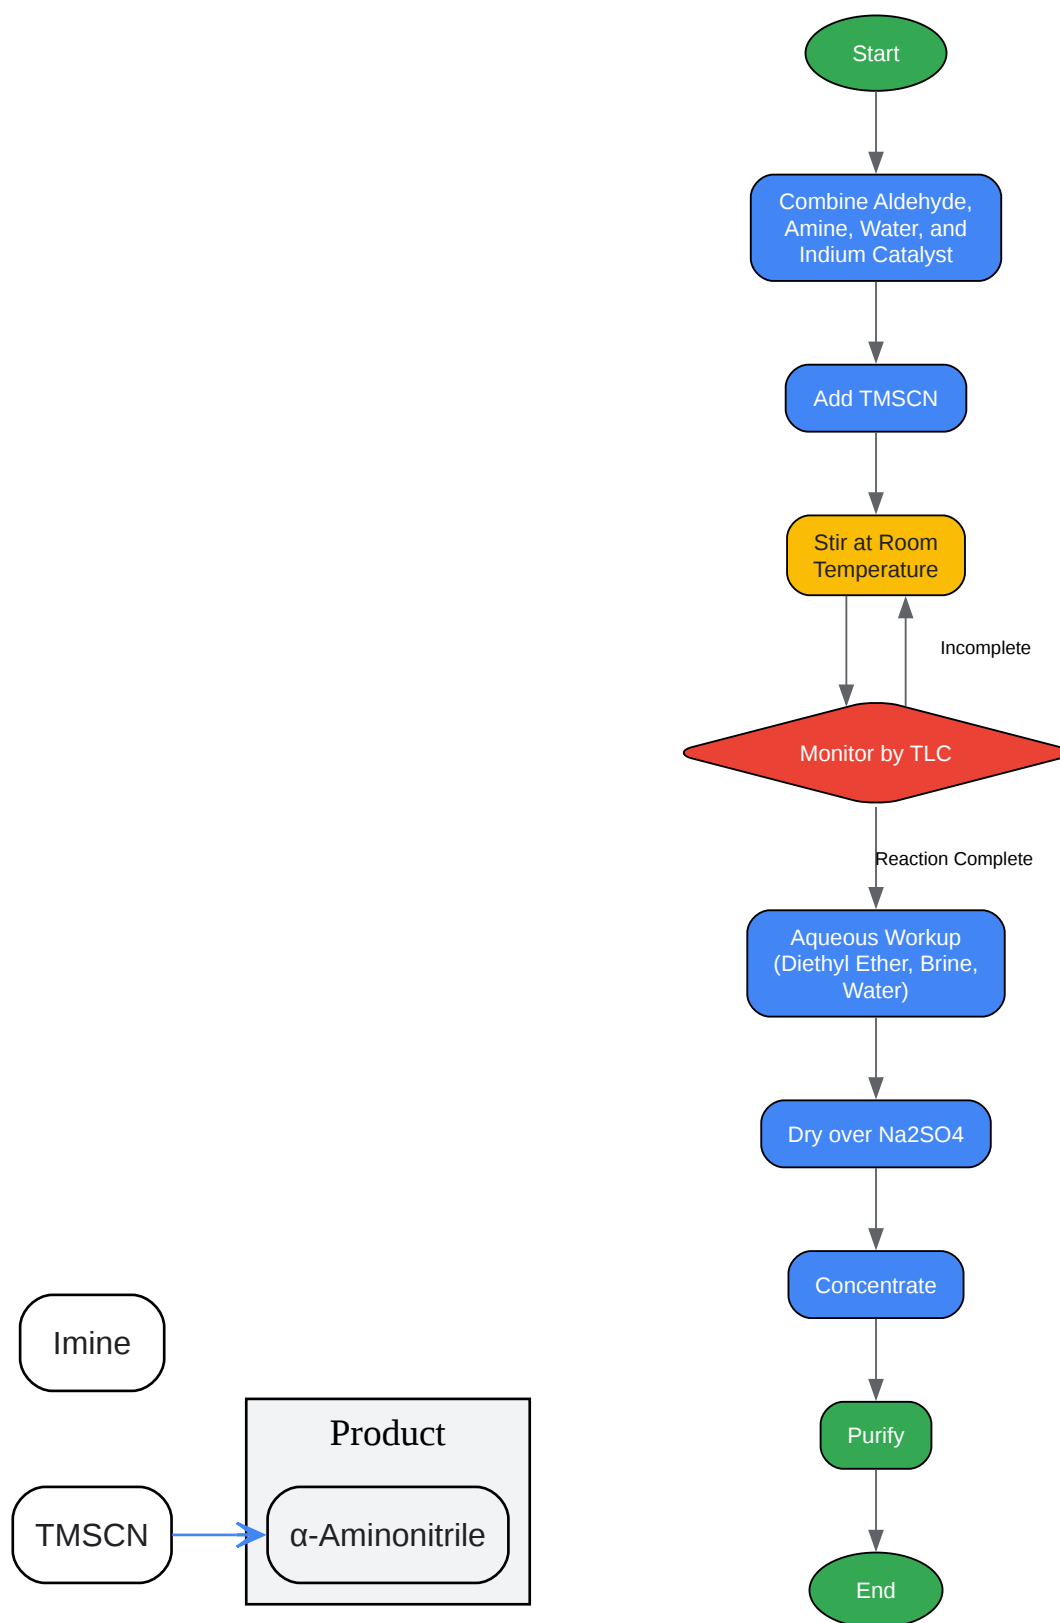 Start
Combine Aldehyde,
Amine, Water, and
Indium Catalyst
Add TMSCN
Stir at Room
Temperature
Incomplete
Monitor by TLC
Reaction Complete
Aqueous Workup
(Diethyl Ether, Brine,
Water)
Dry over Na2SO4
Concentrate
Purify
End
Imine
Product
TMSCN
α-Aminonitrile